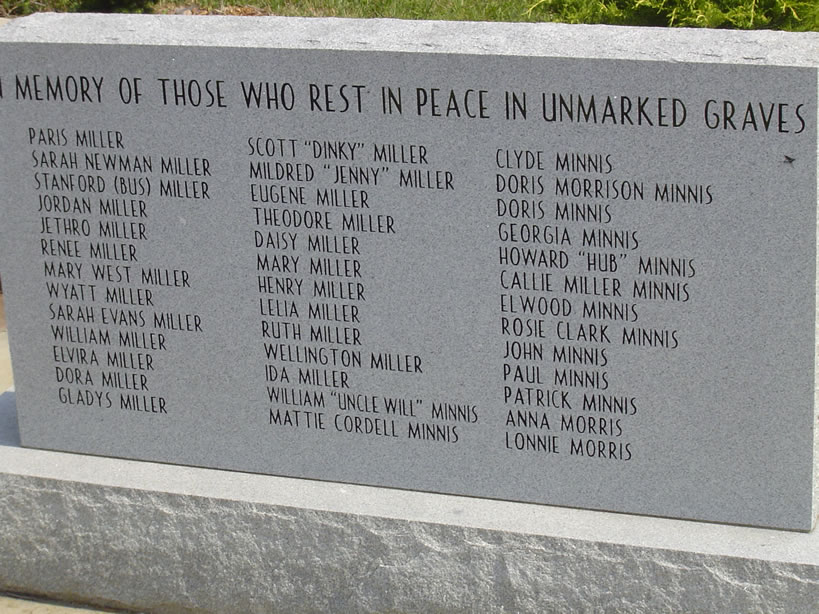 MEMORY OF THOSE WHO REST IN PEACE IN UNMARKED GRAVES
PARIS MILLER
SARAH NEWMAN MILLER
STANFORD (BUS) MILLER
JORDAN MILLER
JETHRO MILLER
RENEE MILLER
MARY WEST MILLER
WYATT MILLER
SARAH EVANS MILLER
WILLIAM MILLER
ELVIRA MILLER
DORA MILLER
GLADYS MILLER
SCOTT "DINKY" MILLER
MILDRED "JENNY" MILLER
EUGENE MILLER
THEODORE MILLER
DAISY MILLER
MARY MILLER
HENRY MILLER
LELIA MILLER
RUTH MILLER
WELLINGTON MILLER
IDA MILLER
WILLIAM "UNCLE WILL" MINNIS
MATTIE CORDELL MINNIS
CLYDE MINNIS
DORIS MORRISON MINNIS
DORIS MINNIS
GEORGIA MINNIS
HOWARD "HUB" MINNIS
CALLIE MILLER MINNIS
ELWOOD MINNIS
ROSIE CLARK MINNIS
JOHN MINNIS
PAUL MINNIS
PATRICK MINNIS
ANNA MORRIS
LONNIE MORRIS